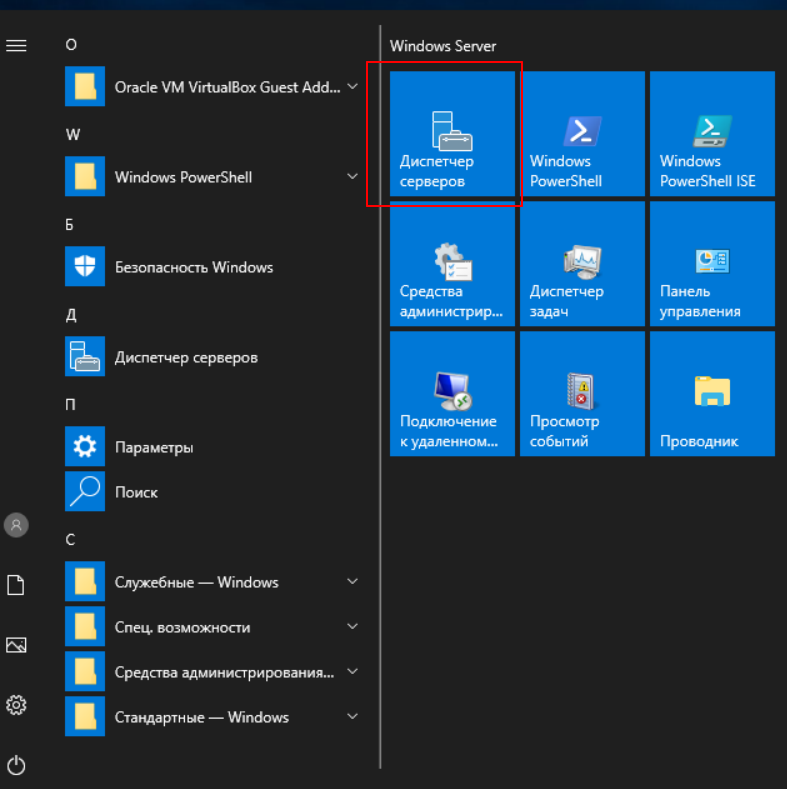 O
Oracle VM VirtualBox Guest Add...
W
Windows PowerShell
Б
Безопасность Windows
Д
Диспетчер серверов
П
Параметры
Поиск
С
Служебные — Windows
Спец. возможности
Средства администрирования...
Стандартные — Windows
Windows Server
Диспетчер
серверов
Windows
PowerShell
Windows
PowerShell ISE
Средства
администрир...
Диспетчер
задач
Панель
управления
Подключение
к удаленном...
Просмотр
событий
Проводник